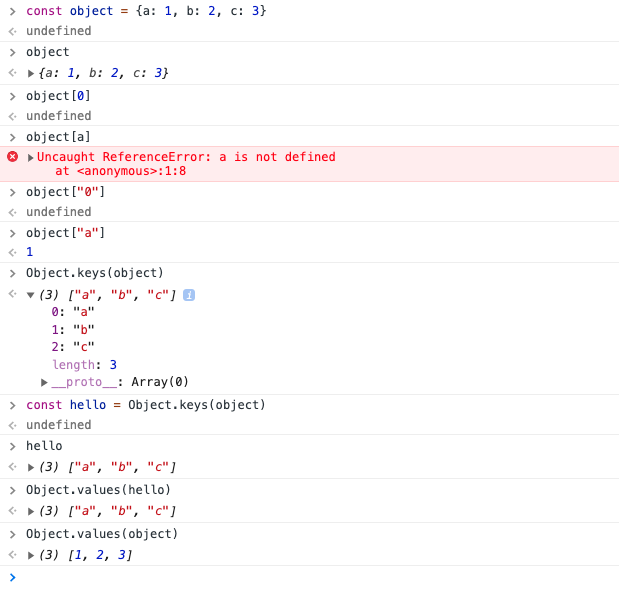 const object = {a: 1, b: 2, c: 3}
undefined
object
{a: 1, b: 2, c: 3}
object[0]
undefined
object[a]
Uncaught ReferenceError: a is not defined
at <anonymous>:1:8
object["0"]
undefined
object["a"]
1
Object.keys(object)
(3) ["a", "b", "c"] i
0: "a"
1: "b"
2: "c"
length: 3
__proto__: Array(0)
const hello = Object.keys(object)
undefined
hello
(3) ["a", "b", "c"]
Object.values(hello)
(3) ["a", "b", "c"]
Object.values(object)
(3) [1, 2, 3]